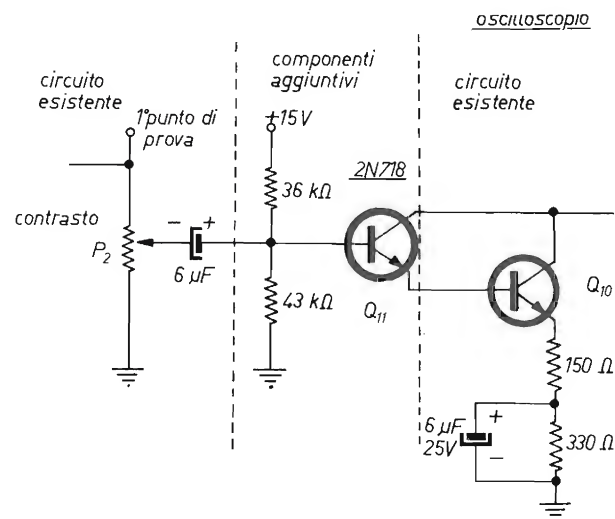 oscilloscopio
circuito
esistente
componenti
aggiuntivi
circuito
esistente
1° punto di
prova
+15V
36 kΩ
2N718
contrasto
P2
- +
6 µF
43 kΩ
Q11
Q10
150 Ω
6 µF
25V
+
-
330 Ω